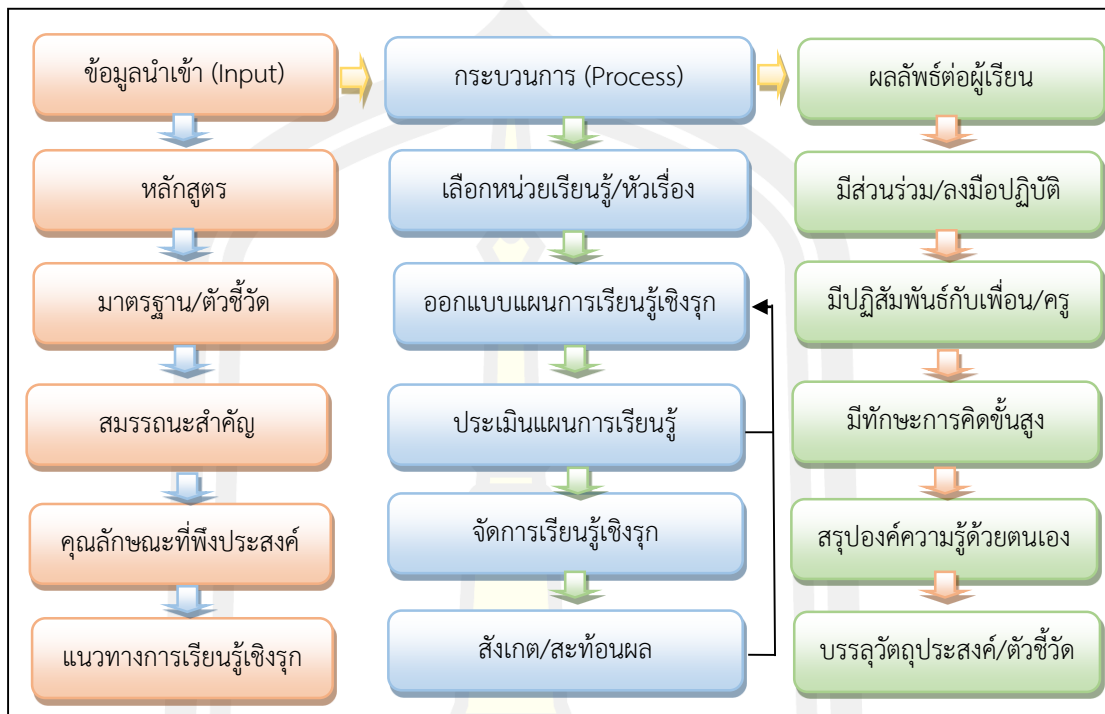 ข้อมูลนำเข้า (Input)
หลักสูตร
มาตรฐาน/ตัวชี้วัด
สมรรถนะสำคัญ
คุณลักษณะที่พึงประสงค์
แนวทางการเรียนรู้เชิงรุก
กระบวนการ (Process)
เลือกหน่วยเรียนรู้/หัวเรื่อง
ออกแบบแผนการเรียนรู้เชิงรุก
ประเมินแผนการเรียนรู้
จัดการเรียนรู้เชิงรุก
สังเกต/สะท้อนผล
ผลลัพธ์ต่อผู้เรียน
มีส่วนร่วม/ลงมือปฏิบัติ
มีปฏิสัมพันธ์กับเพื่อน/ครู
มีทักษะการคิดขั้นสูง
สรุปองค์ความรู้ด้วยตนเอง
บรรลุวัตถุประสงค์/ตัวชี้วัด